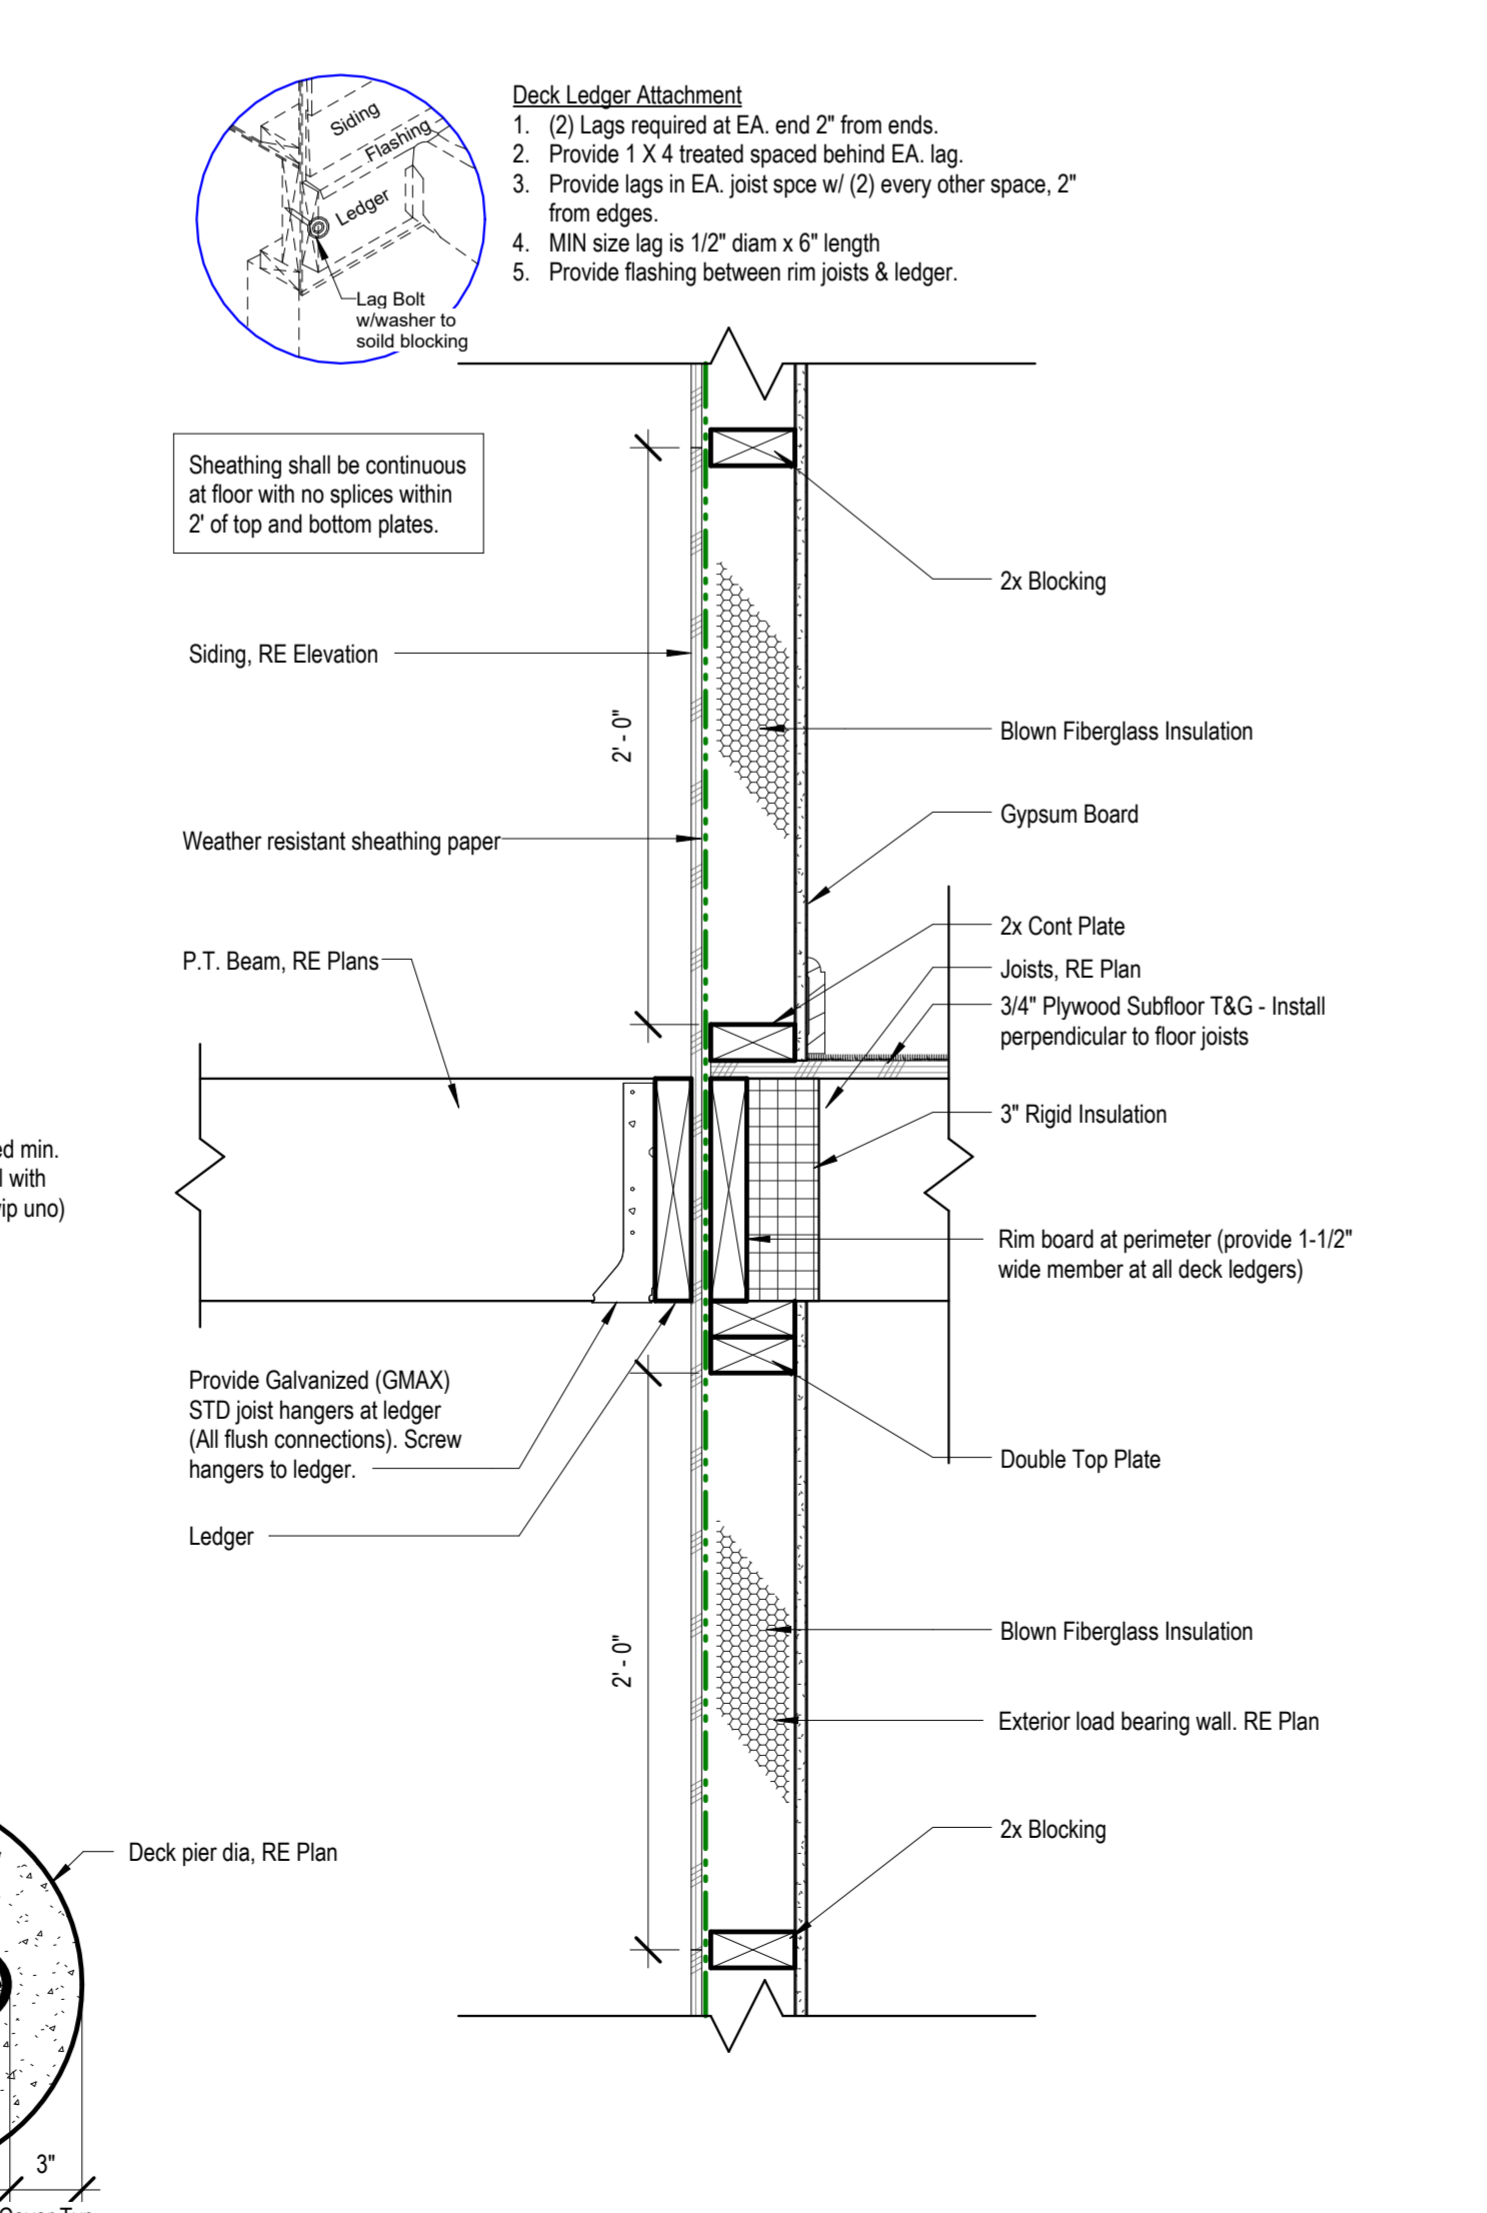 Siding
Flashing
Ledger
Lag Bolt
w/washer to
soild blocking
Deck Ledger Attachment
1. (2) Lags required at EA. end 2" from ends.
2. Provide 1 X 4 treated spaced behind EA. lag.
3. Provide lags in EA. joist spce w/ (2) every other space, 2"
from edges.
4. MIN size lag is 1/2" diam x 6" length
5. Provide flashing between rim joists & ledger.
Sheathing shall be continuous
at floor with no splices within
2' of top and bottom plates.
2x Blocking
Siding, RE Elevation
2' - 0"
Blown Fiberglass Insulation
Gypsum Board
Weather resistant sheathing paper
2x Cont Plate
P.T. Beam, RE Plans
Joists, RE Plan
3/4" Plywood Subfloor T&G - Install
perpendicular to floor joists
3" Rigid Insulation
min.
with
uno)
Rim board at perimeter (provide 1-1/2"
wide member at all deck ledgers)
Provide Galvanized (GMAX)
STD joist hangers at ledger
(All flush connections). Screw
hangers to ledger.
Double Top Plate
Ledger
Blown Fiberglass Insulation
2' - 0"
Exterior load bearing wall. RE Plan
2x Blocking
Deck pier dia, RE Plan
3"